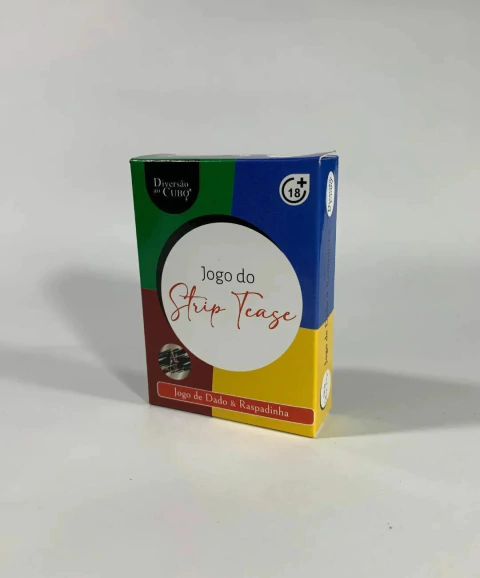 Diversão
ao CUBO
18+
Jogo do
Strip Tease
Jogo de Dado & Raspadinha